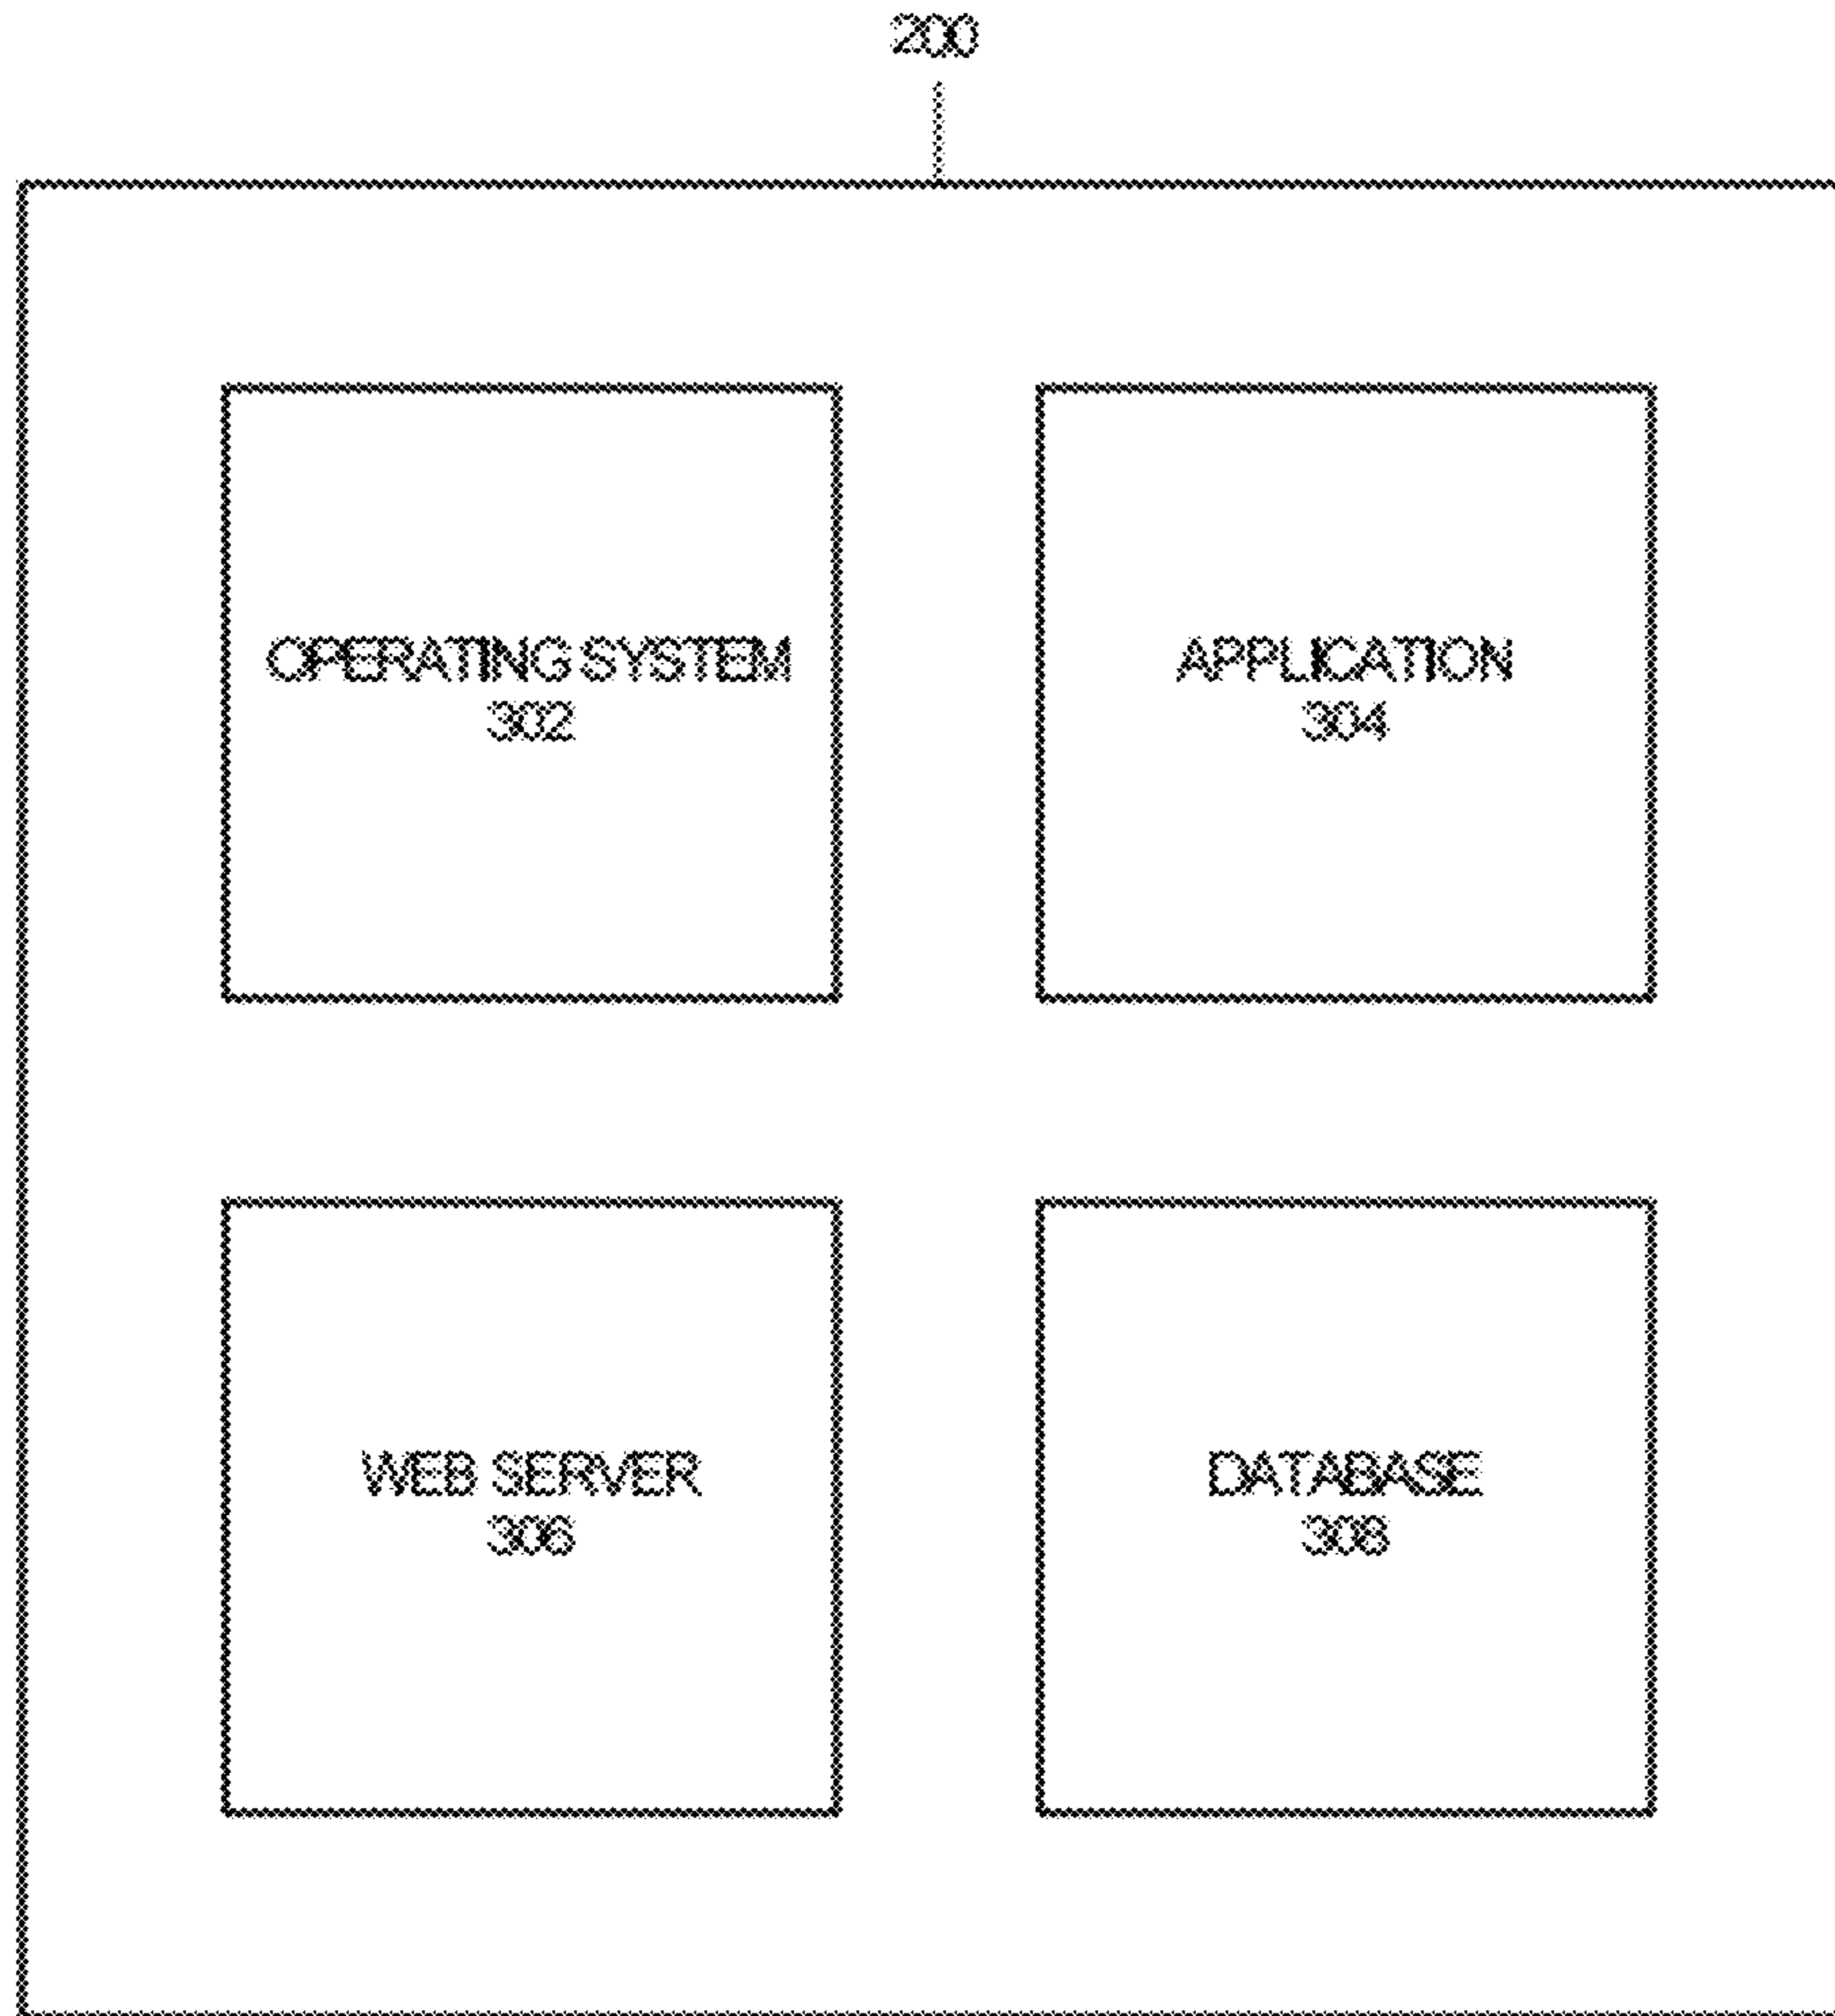 200
OPERATING SYSTEM
302
APPLICATION
304
WEB SERVER
306
DATABASE
308